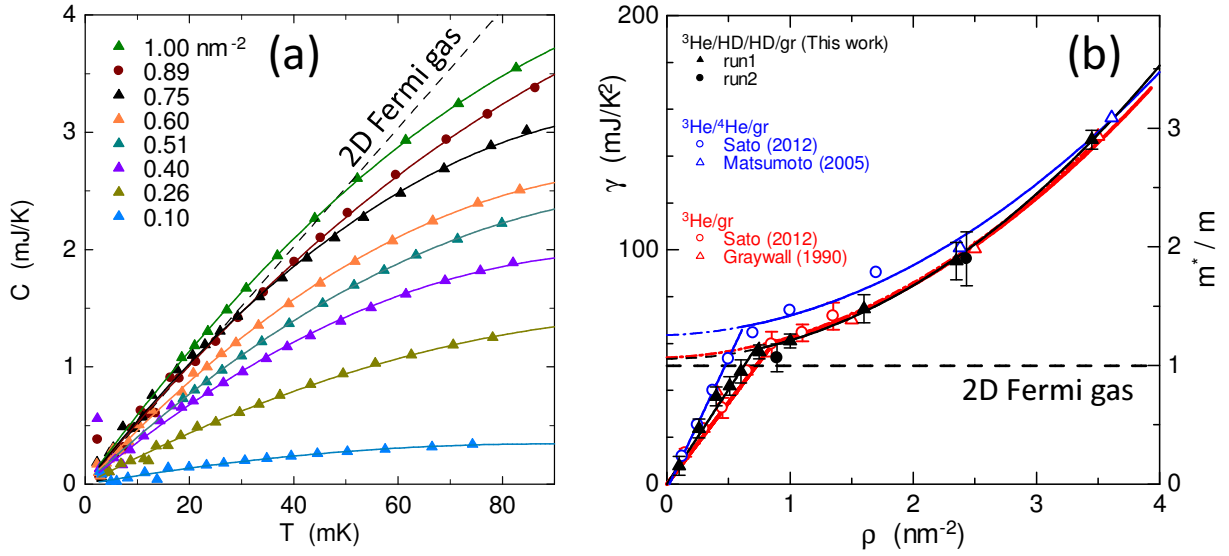 (a)
1.00 nm-2
0.89
0.75
0.60
0.51
0.40
0.26
0.10
2D Fermi gas
4
3
2
1
0
C (mJ/K)
0 20 40 60 80
T (mK)
(b)
3He/HD/HD/gr (This work)
run1
run2
3He/4He/gr
Sato (2012)
Matsumoto (2005)
3He/gr
Sato (2012)
Graywall (1990)
2D Fermi gas
200
100
0
γ (mJ/K2)
3
2
1
0
m* / m
0 1 2 3 4
ρ (nm-2)